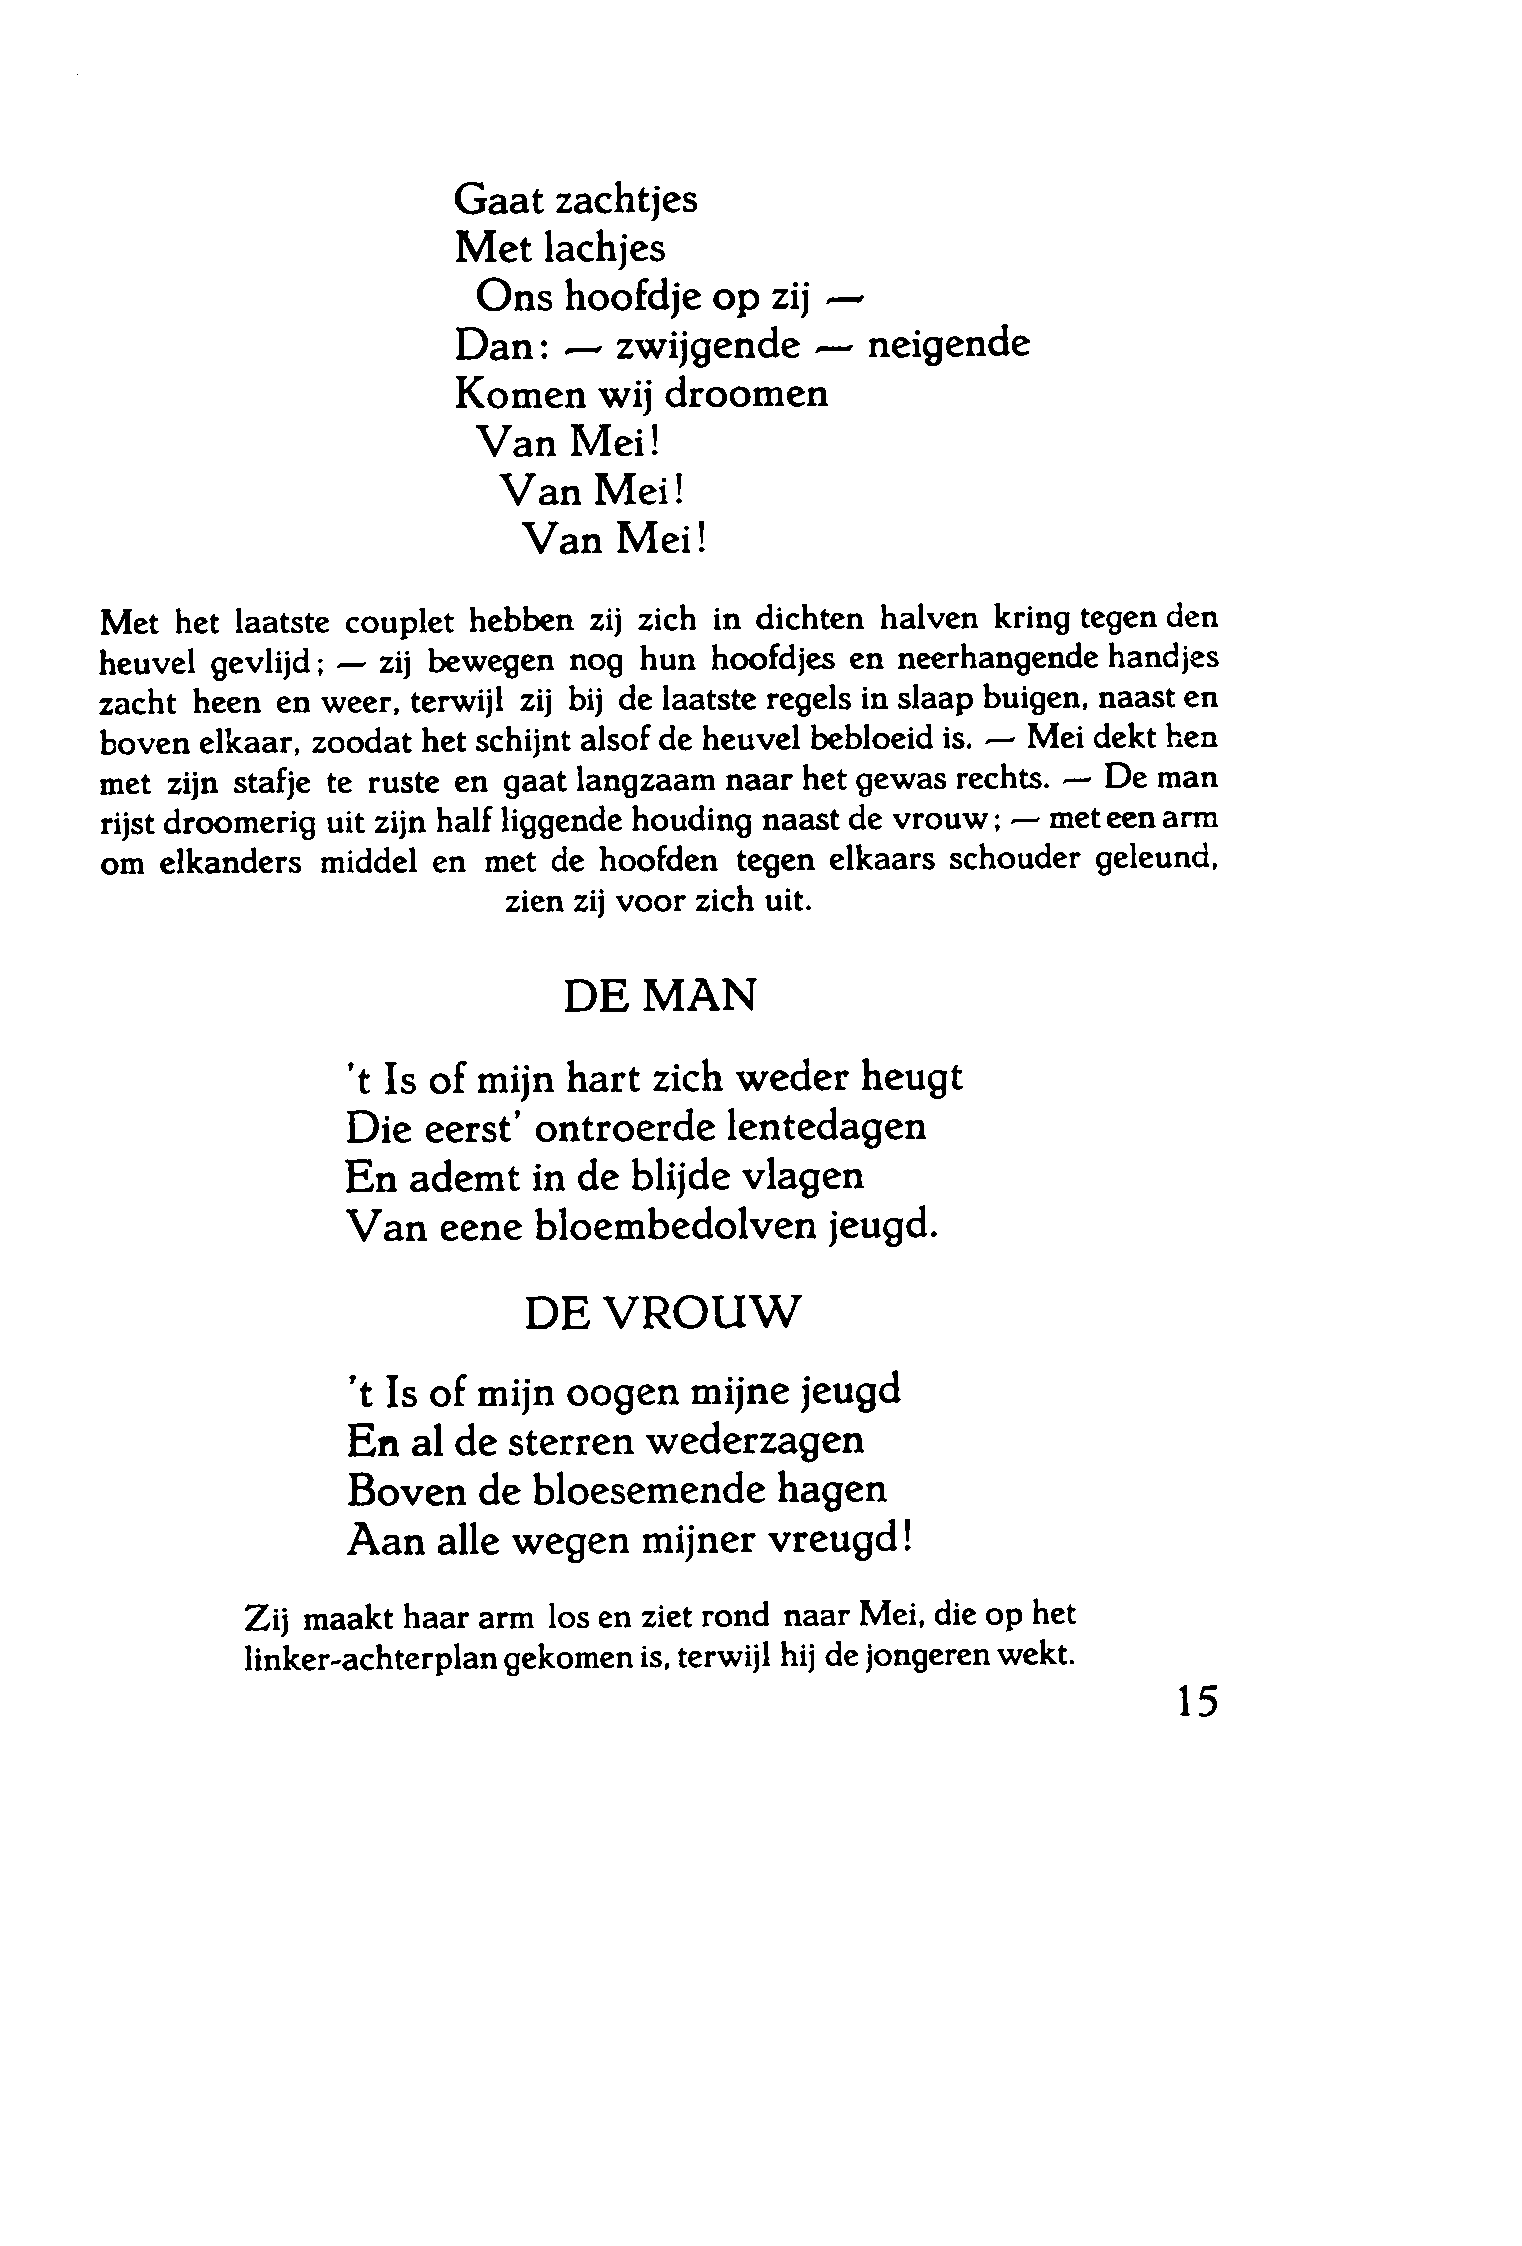 Gaat zachtjes
Met lachjes
Ons hoofdje op zij —
Dan: — zwijgende — neigende
Komen wij droomen
Van Mei!
Van Mei!
Van Mei!
Met het laatste couplet hebben zij zich in dichten halven kring tegen den
heuvel gevlijd; — zij bewegen nog hun hoofdjes en neerhangende handjes
zacht heen en weer, terwijl zij bij de laatste regels in slaap buigen, naast en
boven elkaar, zoodat het schijnt alsof de heuvel bebloeid is. — Mei dekt hen
met zijn stafje te ruste en gaat langzaam naar het gewas rechts. — De man
rijst droomerig uit zijn half liggende houding naast de vrouw; — met een arm
om elkanders middel en met de hoofden tegen elkaars schouder geleund,
zien zij voor zich uit.
DE MAN
't Is of mijn hart zich weder heugt
Die eerst' ontroerde lentedagen
En ademt in de blijde vlagen
Van eene bloembedolven jeugd.
DE VROUW
't Is of mijn oogen mijne jeugd
En al de sterren wederzagen
Boven de bloesemende hagen
Aan alle wegen mijner vreugd!
Zij maakt haar arm los en ziet rond naar Mei, die op het
linker-achterplan gekomen is, terwijl hij de jongeren wekt.
15